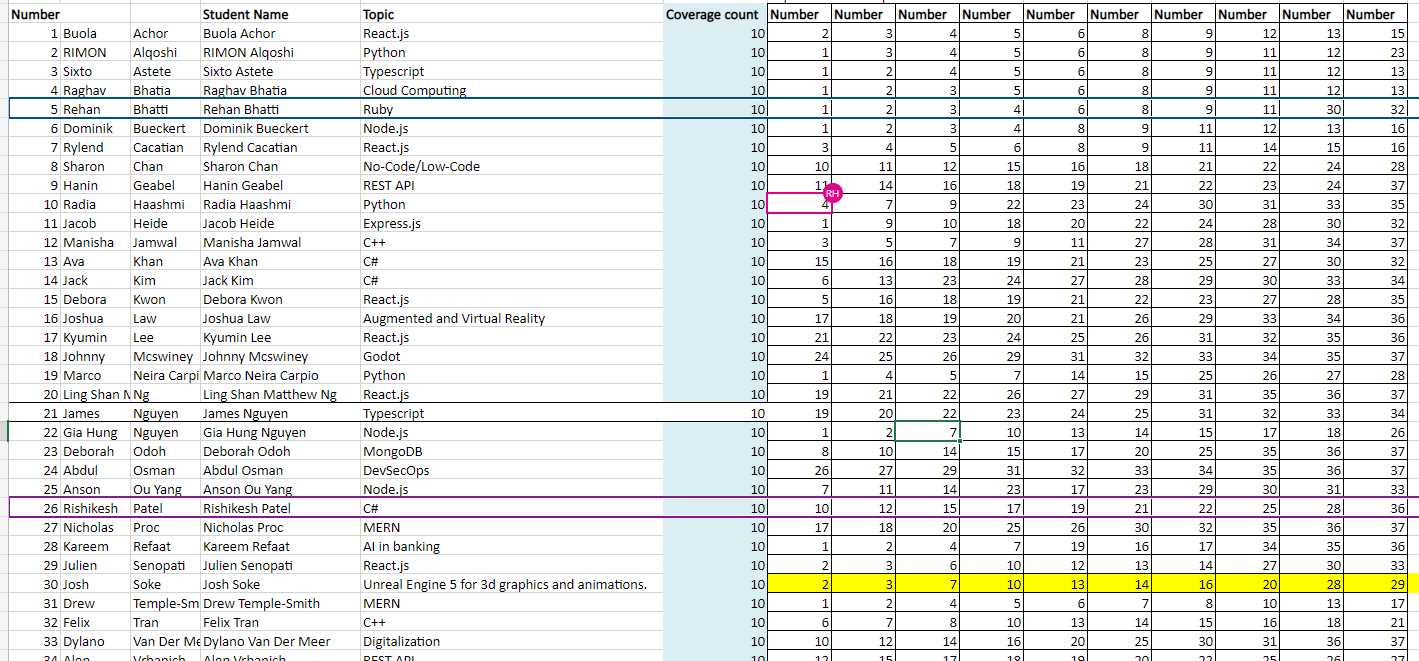 Number Student Name Topic Coverage count Number Number Number Number Number Number Number Number Number Number
1 Buola Achor Buola Achor React.js 10 2 3 4 5 6 8 9 12 13 15
2 RIMON Alqoshi RIMON Alqoshi Python 10 1 3 4 5 6 8 9 11 12 23
3 Sixto Astete Sixto Astete Typescript 10 1 2 4 5 6 8 9 11 12 13
4 Raghav Bhatia Raghav Bhatia Cloud Computing 10 1 2 3 5 6 8 9 11 12 13
5 Rehan Bhatti Rehan Bhatti Ruby 10 1 2 3 4 6 8 9 11 30 32
6 Dominik Bueckert Dominik Bueckert Node.js 10 1 2 3 4 8 9 11 12 13 16
7 Rylend Cacatian Rylend Cacatian React.js 10 3 4 5 6 8 9 11 14 15 16
8 Sharon Chan Sharon Chan No-Code/Low-Code 10 10 11 12 15 16 18 21 22 24 28
9 Hanin Geabel Hanin Geabel REST API 10 11 14 16 18 19 21 22 23 24 37
RH
10 Radia Haashmi Radia Haashmi Python 10 4 7 9 22 23 24 30 31 33 35
11 Jacob Heide Jacob Heide Express.js 10 1 9 10 18 20 22 24 28 30 32
12 Manisha Jamwal Manisha Jamwal C++ 10 3 5 7 9 11 27 28 31 34 37
13 Ava Khan Ava Khan C# 10 15 16 18 19 21 23 25 27 30 32
14 Jack Kim Jack Kim C# 10 6 13 23 24 27 28 29 30 33 34
15 Debora Kwon Debora Kwon React.js 10 5 16 18 19 21 22 23 27 28 35
16 Joshua Law Joshua Law Augmented and Virtual Reality 10 17 18 19 20 21 26 29 33 34 36
17 Kyumin Lee Kyumin Lee React.js 10 21 22 23 24 25 26 31 32 35 36
18 Johnny Mcswiney Johnny Mcswiney Godot 10 24 25 26 29 31 32 33 34 35 37
19 Marco Neira Carpi Marco Neira Carpio Python 10 1 4 5 7 14 15 25 26 27 28
20 Ling Shan M Ng Ling Shan Matthew Ng React.js 10 19 21 22 26 27 29 31 35 36 37
21 James Nguyen James Nguyen Typescript 10 19 20 22 23 24 25 31 32 33 34
22 Gia Hung Nguyen Gia Hung Nguyen Node.js 10 1 2 7 10 13 14 15 17 18 26
23 Deborah Odoh Deborah Odoh MongoDB 10 8 10 14 15 17 20 25 35 36 37
24 Abdul Osman Abdul Osman DevSecOps 10 26 27 29 31 32 33 34 35 36 37
25 Anson Ou Yang Anson Ou Yang Node.js 10 7 11 14 23 17 23 29 30 31 33
26 Rishikesh Patel Rishikesh Patel C# 10 10 12 15 17 19 21 22 25 28 36
27 Nicholas Proc Nicholas Proc MERN 10 17 18 20 25 26 30 32 35 36 37
28 Kareem Refaat Kareem Refaat AI in banking 10 1 2 4 7 19 16 17 34 35 36
29 Julien Senopati Julien Senopati React.js 10 2 3 6 10 12 13 14 27 30 33
30 Josh Soke Josh Soke Unreal Engine 5 for 3d graphics and animations. 10 2 3 7 10 13 14 16 20 28 29
31 Drew Temple-Sm Drew Temple-Smith MERN 10 1 2 4 5 6 7 8 10 13 17
32 Felix Tran Felix Tran C++ 10 6 7 8 10 13 14 15 16 18 21
33 Dylano Van Der Me Dylano Van Der Meer Digitalization 10 10 12 14 16 20 25 30 31 36 37
34 Alon Vrhanich Alon Vrhanich REST API 10 12 15 17 18 19 20 22 25 26 27